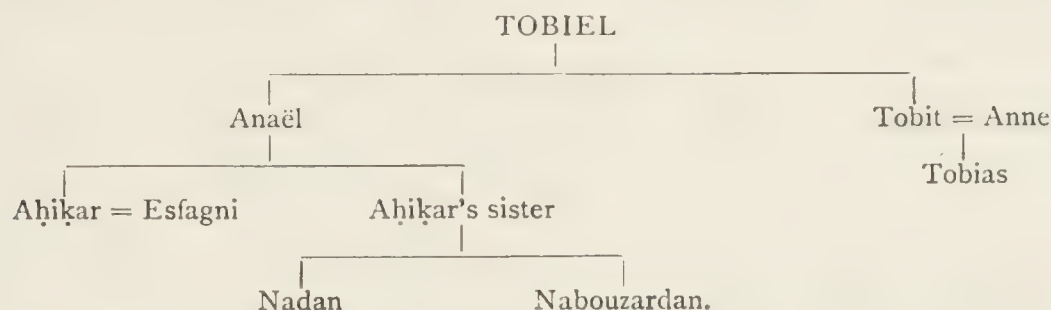 TOBIEL
Anaël Tobit = Anne
Tobias
Aḥiḳar = Esfagni Aḥiḳar's sister
Nadan Nabouzardan.